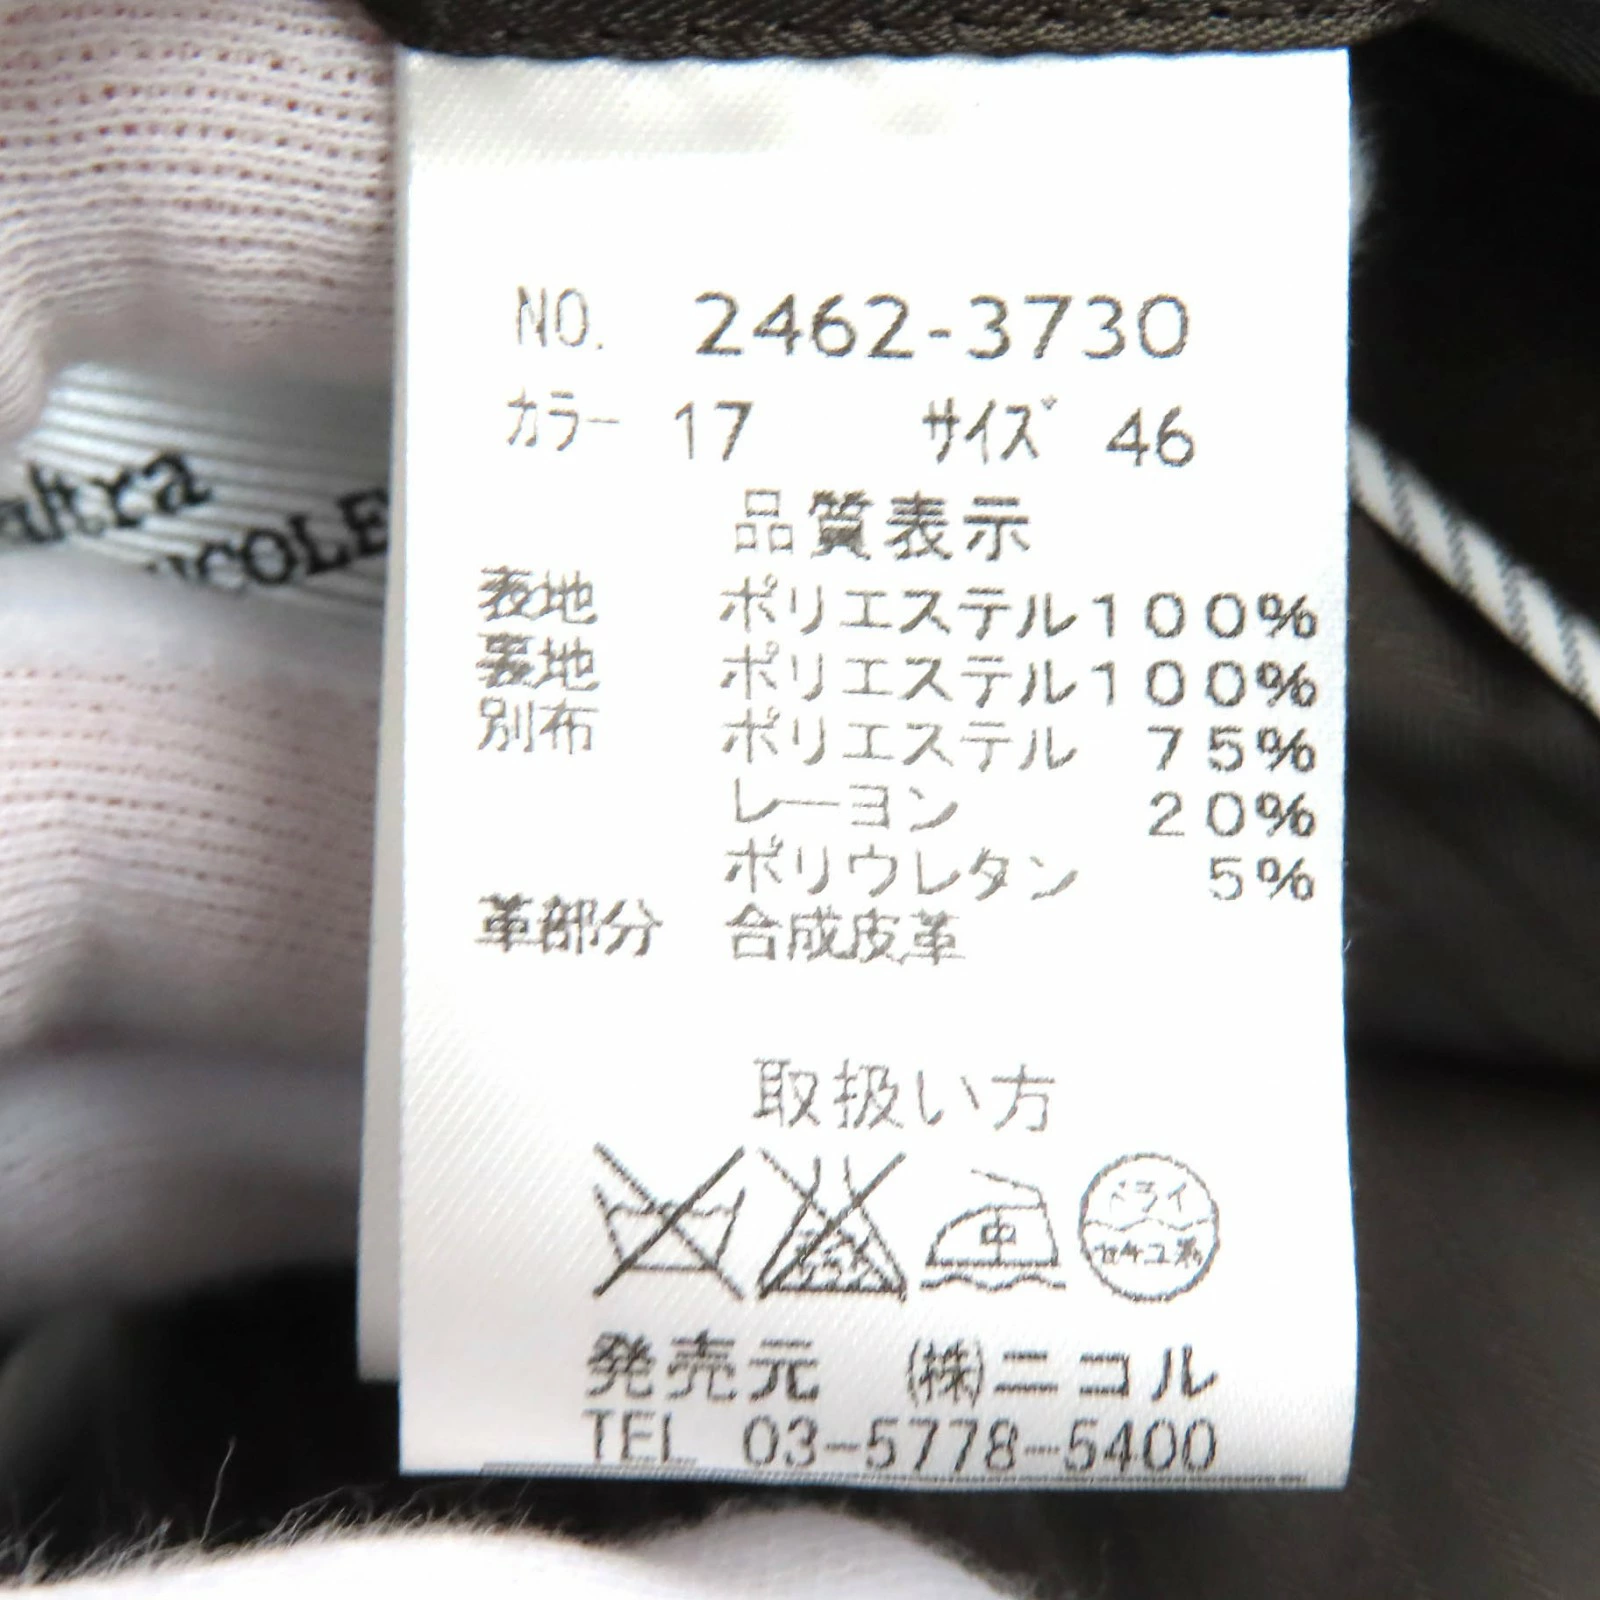 NO. 2462-3730
カラー 17 サイズ 46
品質表示
表地 ポリエステル100%
裏地 ポリエステル100%
別布 ポリエステル 75%
レーヨン 20%
ポリウレタン 5%
革部分 合成皮革
取扱い方
中
ドライ
セキユ系
発売元 (株)ニコル
TEL 03-5778-5400